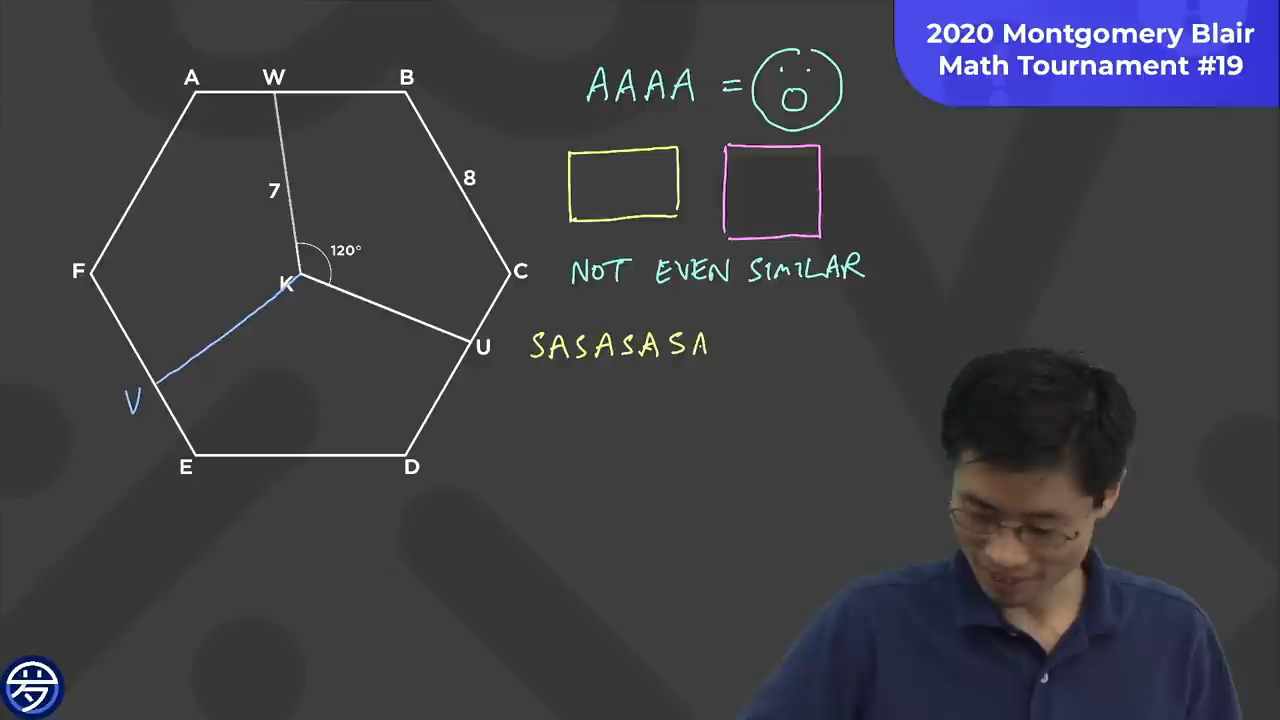 2020 Montgomery Blair
Math Tournament #19
A W B
AAAA =
7
8
120°
F
K
C
NOT EVEN SIMILAR
U
SASASASA
V
E
D